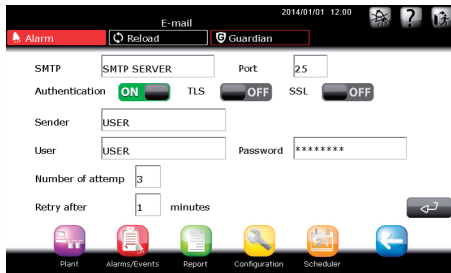 2014/01/01 12.00
E-mail
Alarm Reload Guardian
SMTP SMTP SERVER Port 25
Authentication ON TLS OFF SSL OFF
Sender USER
User USER Password ********
Number of attemp 3
Retry after 1 minutes
Plant Alarms/Events Report Configuration Scheduler